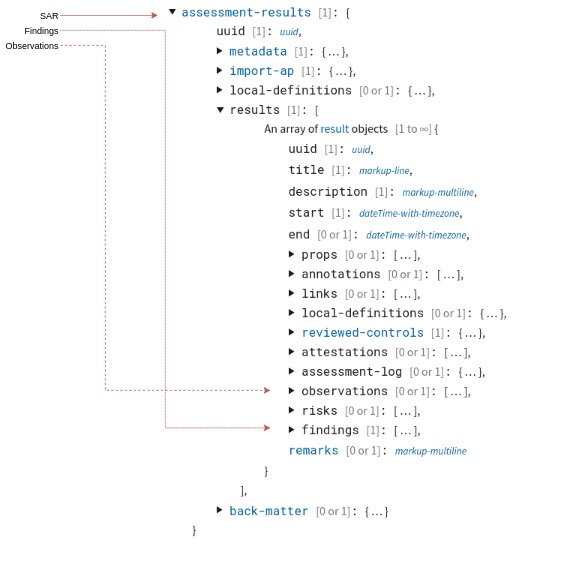 SAR
Findings
Observations
▼ assessment-results [1]: {
uuid [1]: uuid,
▶ metadata [1]: {…},
▶ import-ap [1]: {…},
▶ local-definitions [0 or 1]: {…},
▼ results [1]: [
An array of result objects [1 to ∞] {
uuid [1]: uuid,
title [1]: markup-line,
description [1]: markup-multiline,
start [1]: dateTime-with-timezone,
end [0 or 1]: dateTime-with-timezone,
▶ props [0 or 1]: […],
▶ annotations [0 or 1]: […],
▶ links [0 or 1]: […],
▶ local-definitions [0 or 1]: {…},
▶ reviewed-controls [1]: {…},
▶ attestations [0 or 1]: […],
▶ assessment-log [0 or 1]: {…},
▶ observations [0 or 1]: […],
▶ risks [0 or 1]: […],
▶ findings [1]: […],
remarks [0 or 1]: markup-multiline
}
],
▶ back-matter [0 or 1]: {…}
}